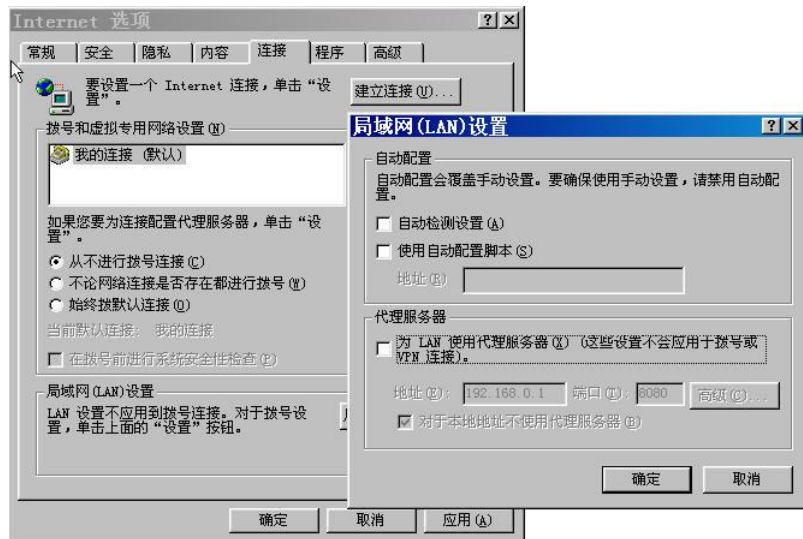 Internet 选项
常规
安全
隐私
内容
连接
程序
高级
要设置一个 Internet 连接，单击“设
置”。
建立连接(U)...
拨号和虚拟专用网络设置(N)
我的连接 (默认)
如果您要为连接配置代理服务器，单击“设
置”。
从不进行拨号连接(C)
不论网络连接是否存在都进行拨号(W)
始终拨默认连接(O)
当前默认连接: 我的连接
在拨号前进行系统安全性检查(P)
局域网(LAN)设置
LAN 设置不应用到拨号连接。对于拨号设
置，单击上面的“设置”按钮。
确定
取消
应用(A)
局域网(LAN)设置
自动配置
自动配置会覆盖手动设置。要确保使用手动设置，请禁用自动配
置。
自动检测设置(A)
使用自动配置脚本(S)
地址(R)
代理服务器
为 LAN 使用代理服务器(X) (这些设置不会应用于拨号或
VPN 连接)。
地址(E): 192.168.0.1 端口(T): 8080 高级(C)...
对于本地地址不使用代理服务器(B)
确定
取消